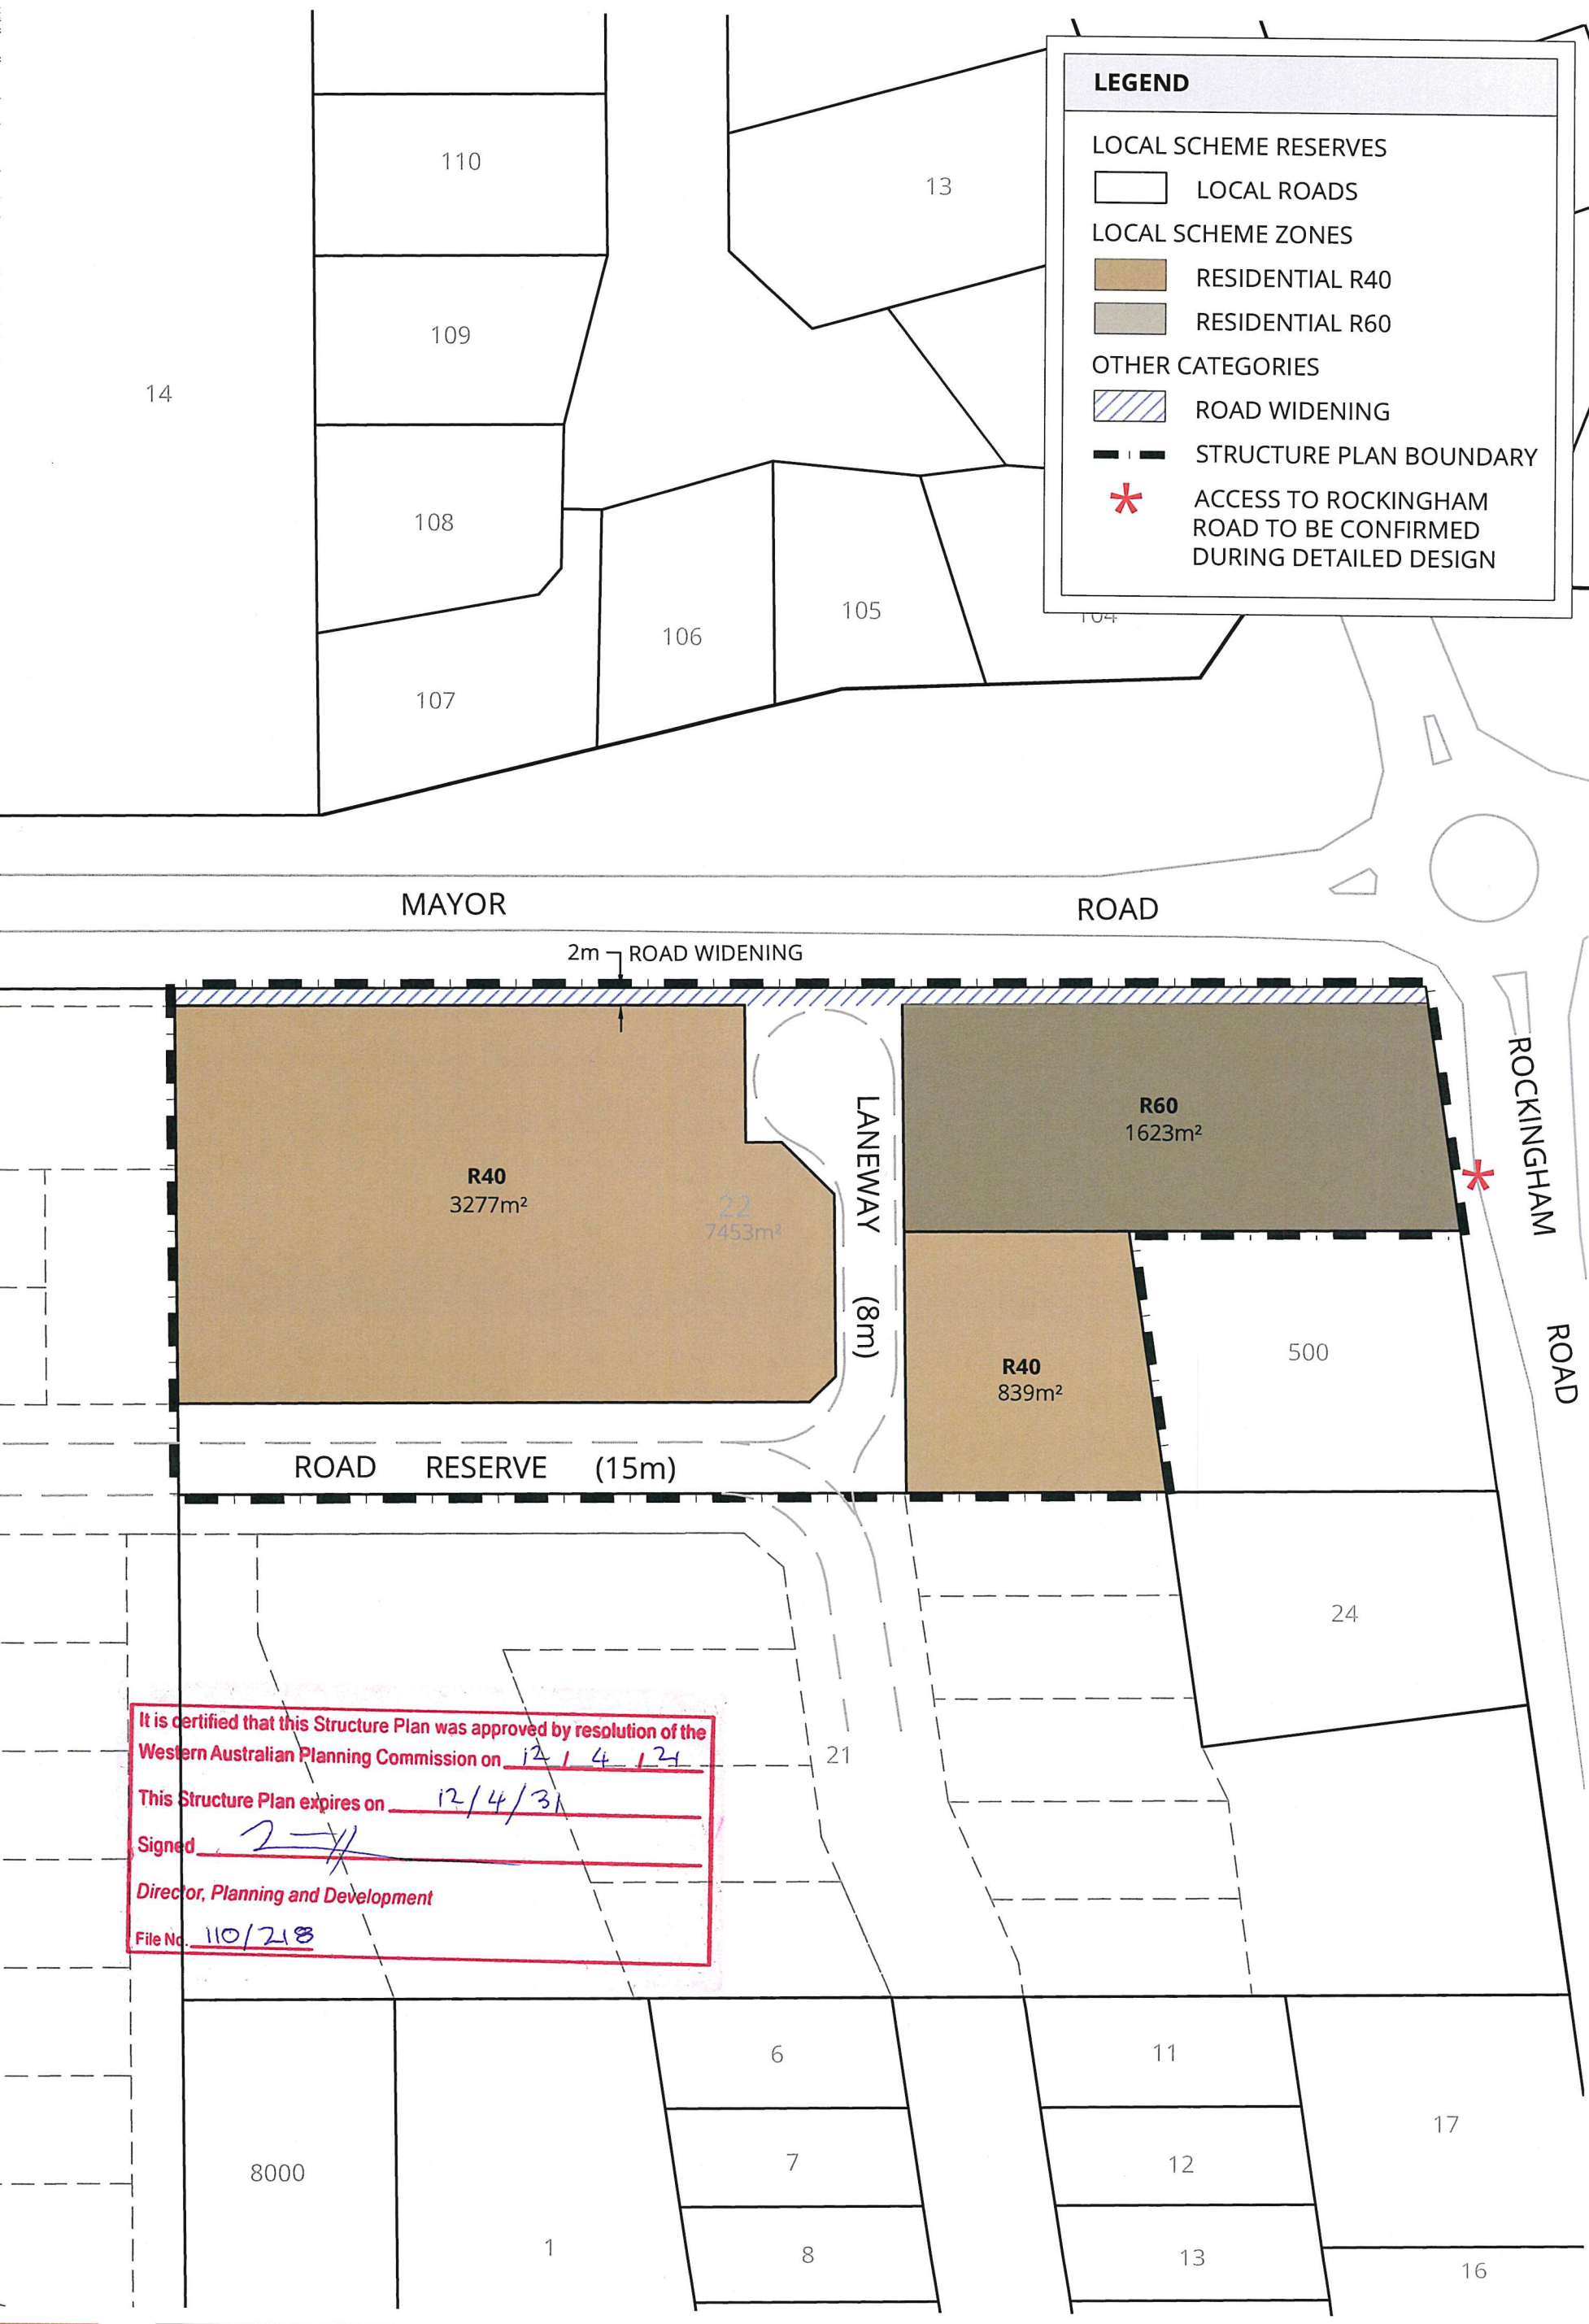 LEGEND
LOCAL SCHEME RESERVES
LOCAL ROADS
LOCAL SCHEME ZONES
RESIDENTIAL R40
RESIDENTIAL R60
OTHER CATEGORIES
ROAD WIDENING
STRUCTURE PLAN BOUNDARY
ACCESS TO ROCKINGHAM
ROAD TO BE CONFIRMED
DURING DETAILED DESIGN
110
13
109
14
108
105
104
106
107
MAYOR ROAD
2m ROAD WIDENING
ROCKINGHAM
ROAD
LANEWAY (8m)
R60
1623m²
R40
3277m²
22
7453m²
500
R40
839m²
ROAD RESERVE (15m)
24
21
It is certified that this Structure Plan was approved by resolution of the
Western Australian Planning Commission on 12 / 4 / 21
This Structure Plan expires on 12/4/31
Signed
Director, Planning and Development
File No. 110/218
6
11
17
7
12
8000
1
8
13
16